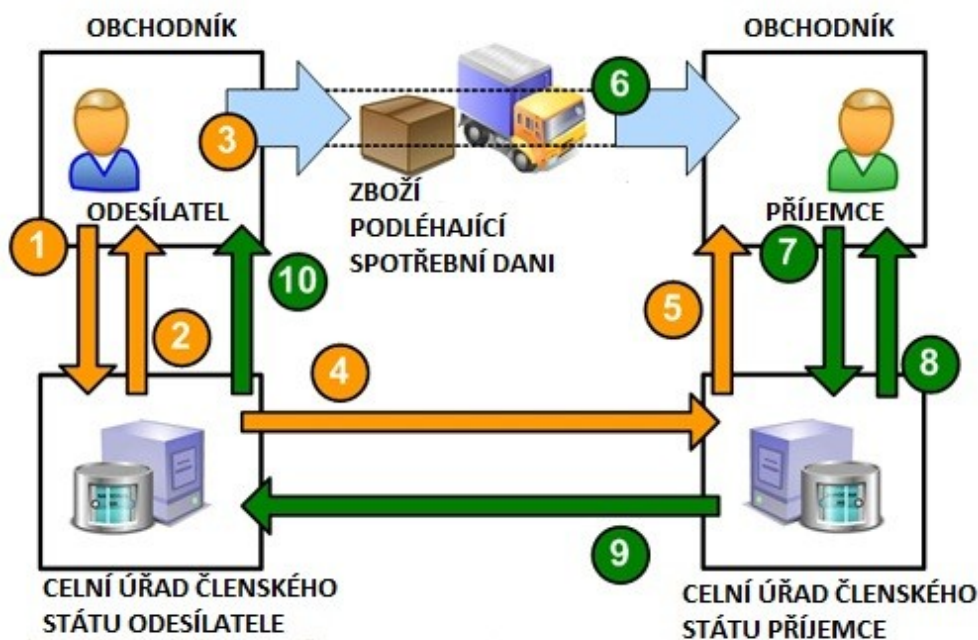 OBCHODNÍK
OBCHODNÍK
6
3
ZBOŽÍ
PODLÉHAJÍCÍ
SPOTŘEBNÍ DANI
ODESÍLATEL
PŘÍJEMCE
1
7
10
2
5
4
8
9
CELNÍ ÚŘAD ČLENSKÉHO
STÁTU ODESÍLATELE
CELNÍ ÚŘAD ČLENSKÉHO
STÁTU PŘÍJEMCE